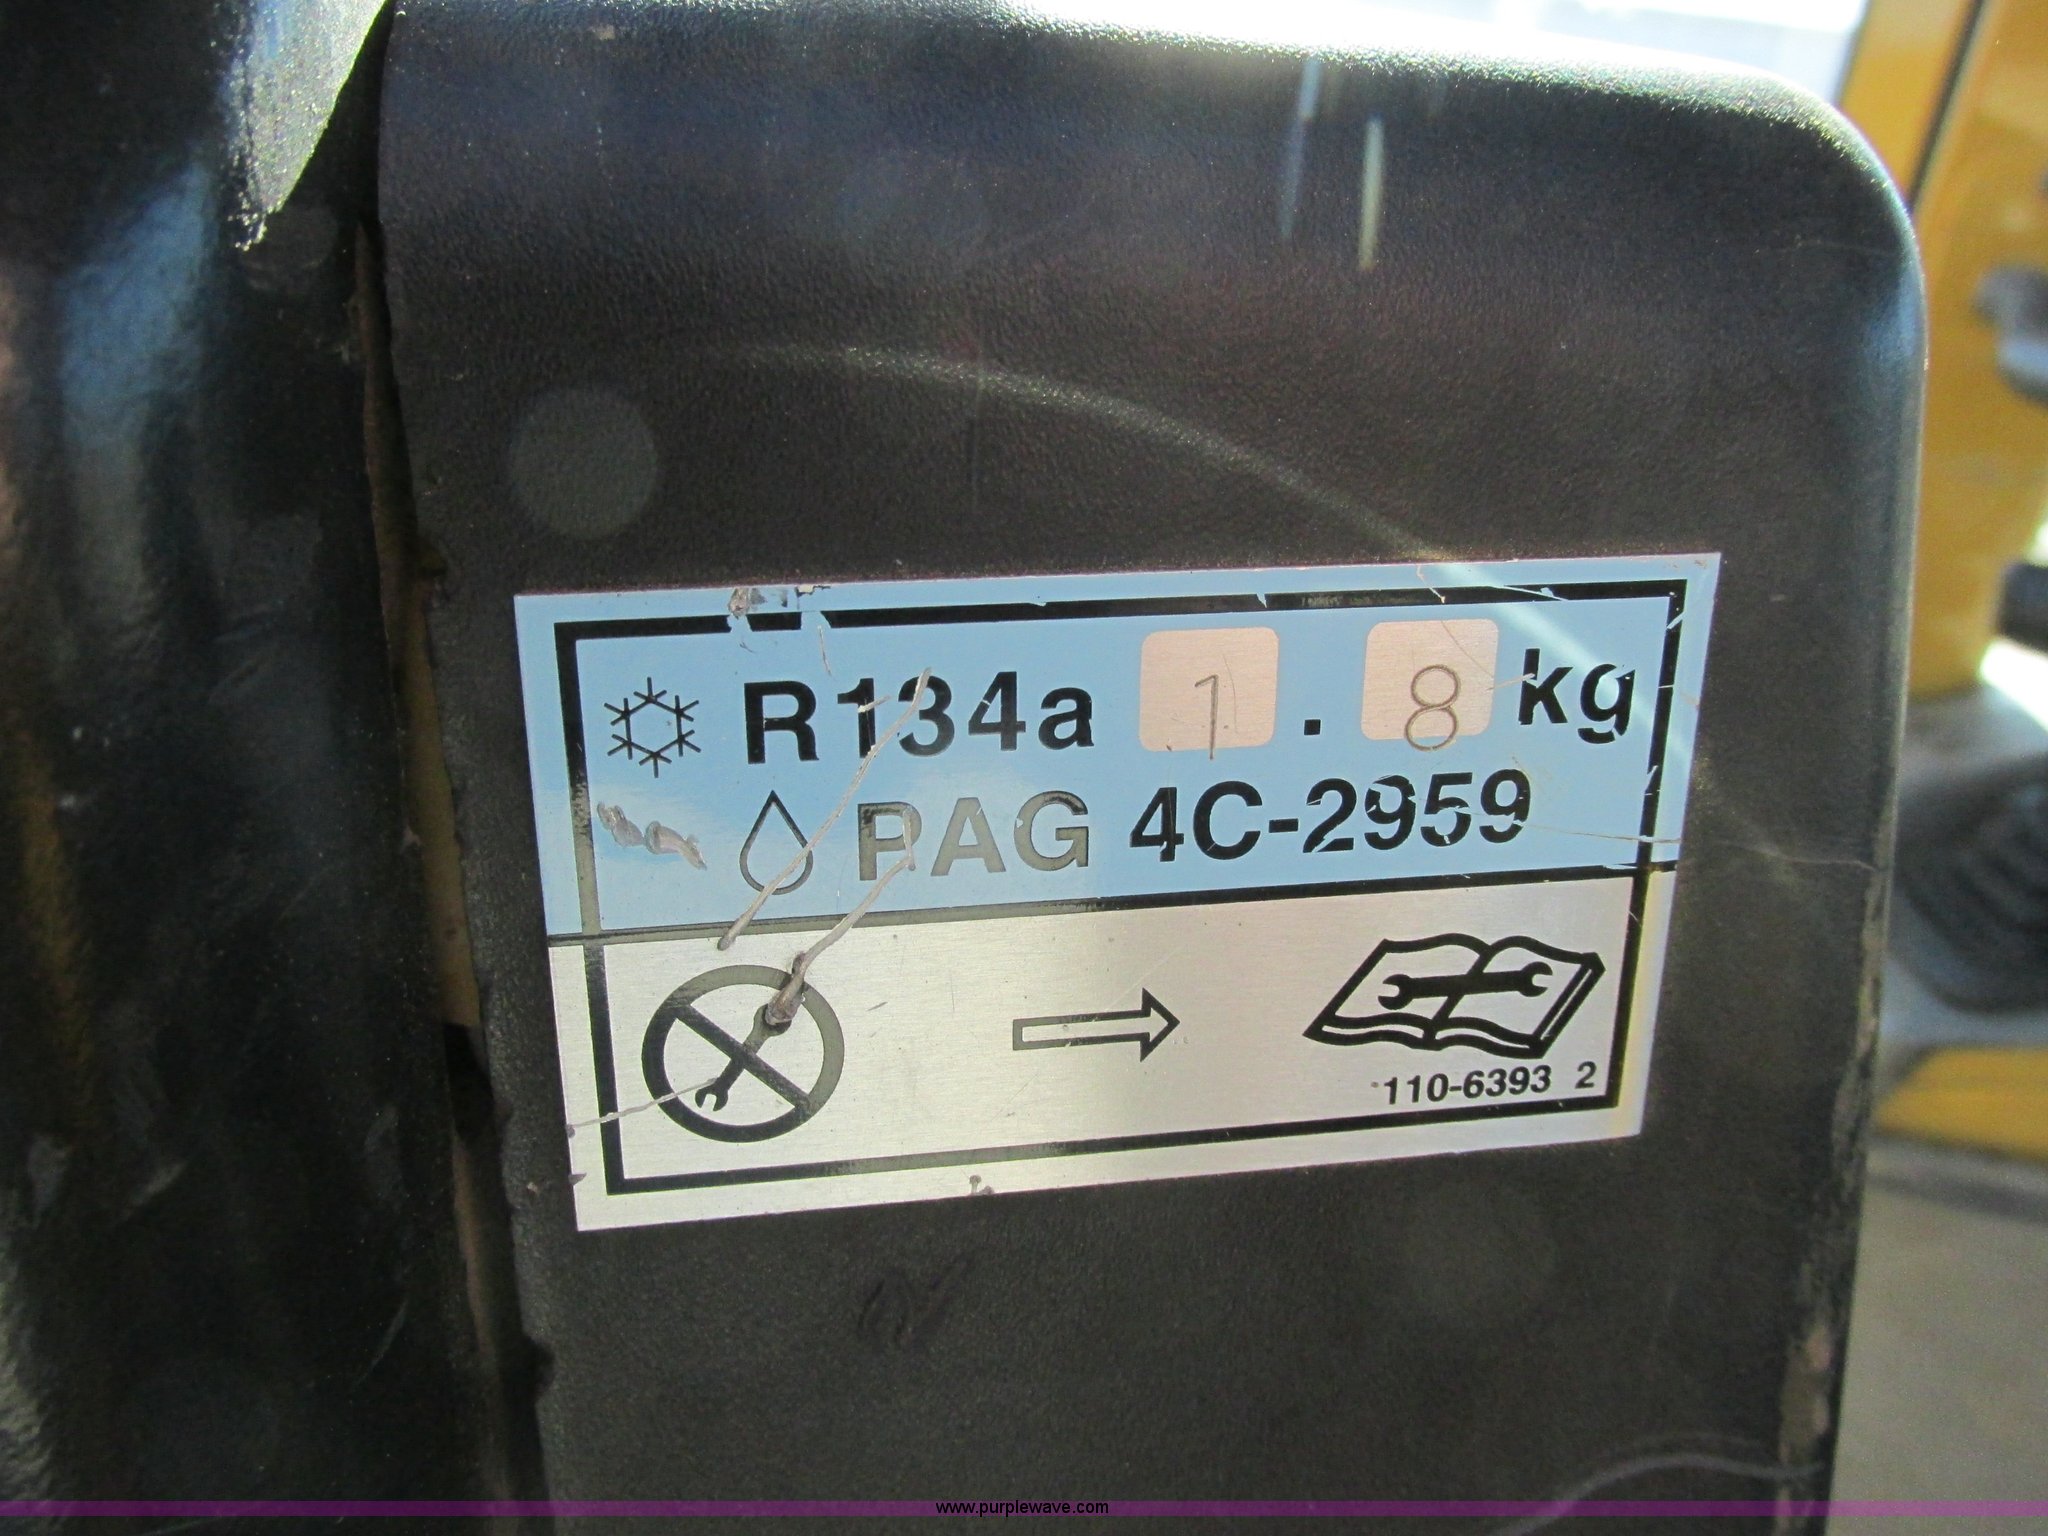 R134a 1.8 kg
PAG 4C-2959
110-6393 2
www.purplewave.com